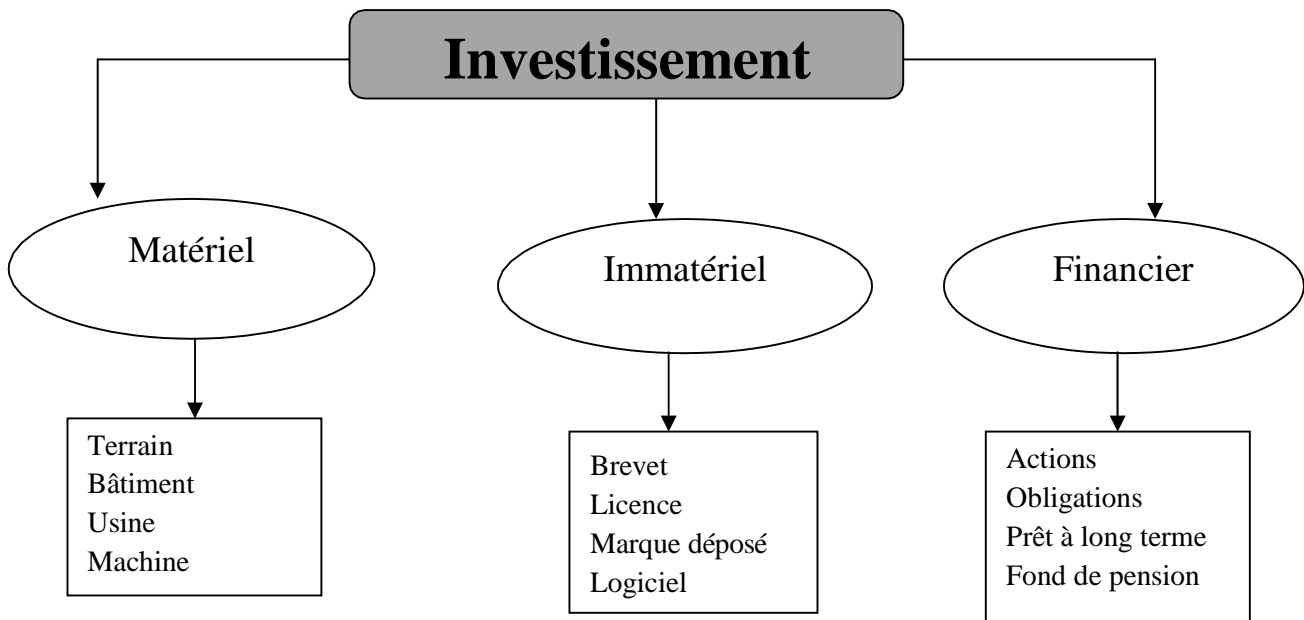 Investissement
Matériel
Immatériel
Financier
Terrain
Bâtiment
Usine
Machine
Brevet
Licence
Marque déposé
Logiciel
Actions
Obligations
Prêt à long terme
Fond de pension